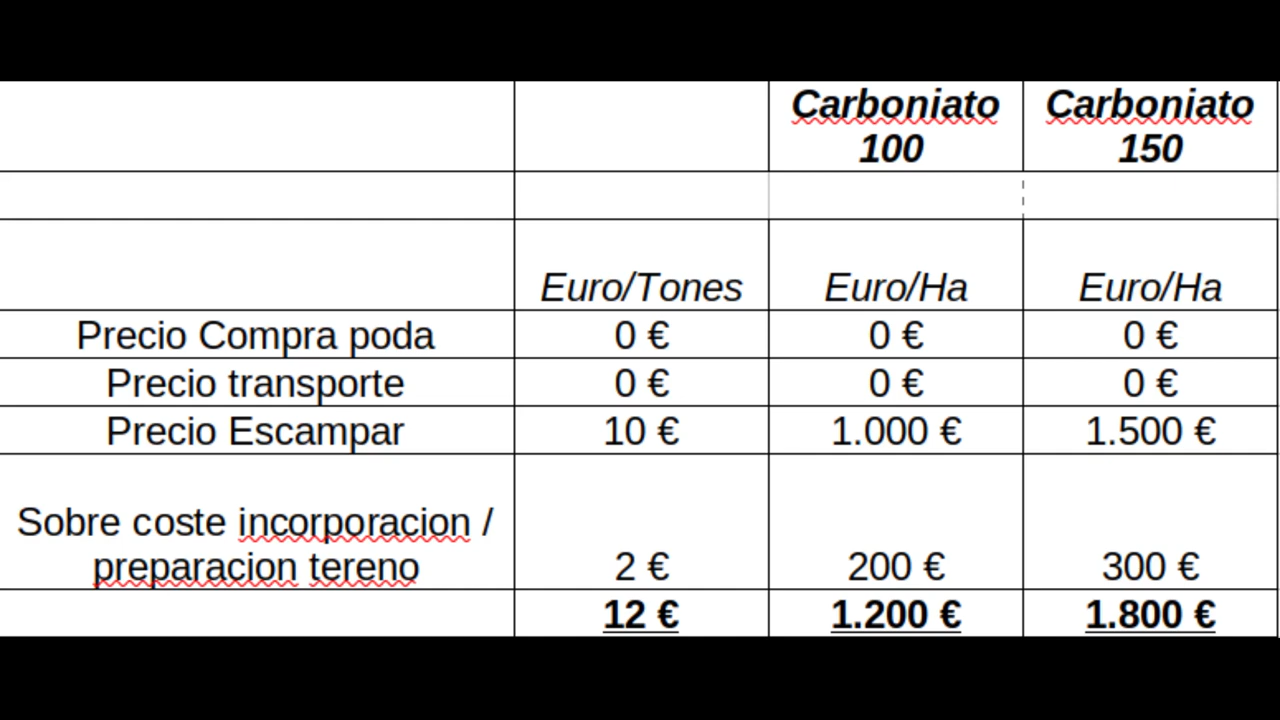 Carboniato Carboniato
100 150
Euro/Tones Euro/Ha Euro/Ha
Precio Compra poda 0 € 0 € 0 €
Precio transporte 0 € 0 € 0 €
Precio Escampar 10 € 1.000 € 1.500 €
Sobre coste incorporacion /
preparacion tereno 2 € 200 € 300 €
12 € 1.200 € 1.800 €